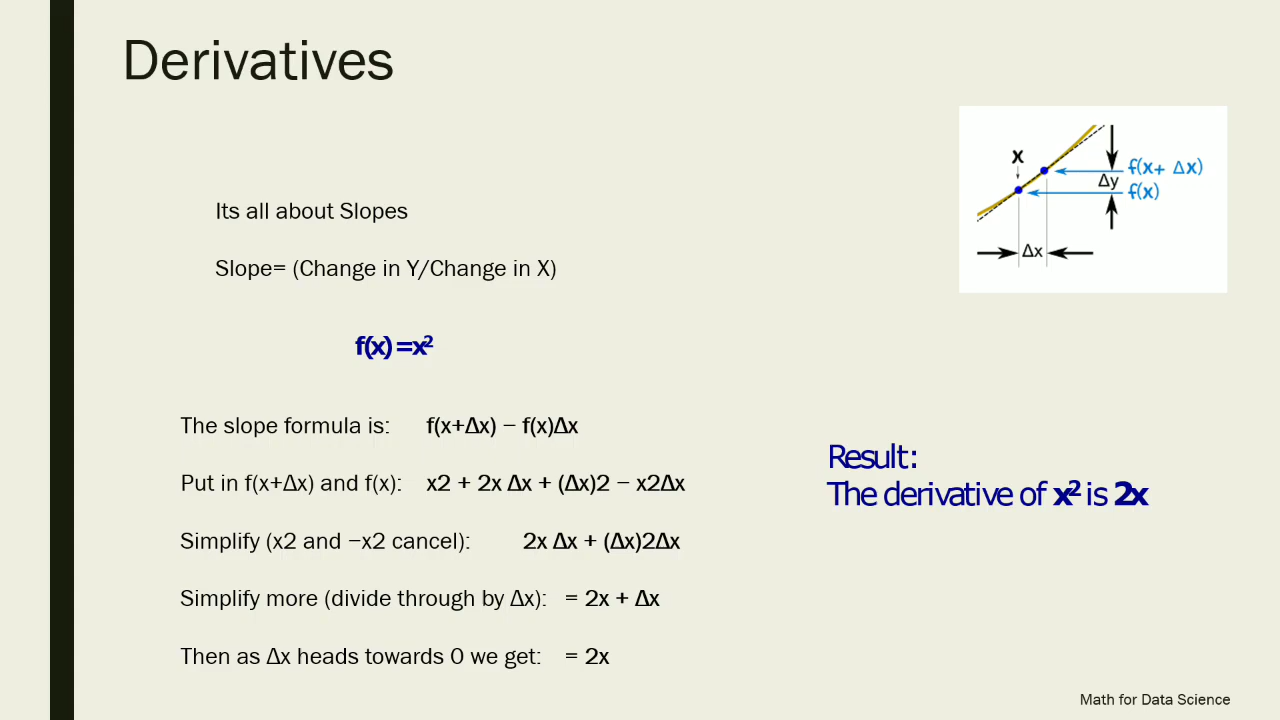 Derivatives
x
f(x+ Δx)
Δy
f(x)
Δx
Its all about Slopes
Slope= (Change in Y/Change in X)
f(x)=x²
The slope formula is: f(x+Δx) − f(x)Δx
Put in f(x+Δx) and f(x): x2 + 2x Δx + (Δx)2 − x2Δx
Simplify (x2 and −x2 cancel): 2x Δx + (Δx)2Δx
Simplify more (divide through by Δx): = 2x + Δx
Then as Δx heads towards 0 we get: = 2x
Result:
The derivative of x² is 2x
Math for Data Science